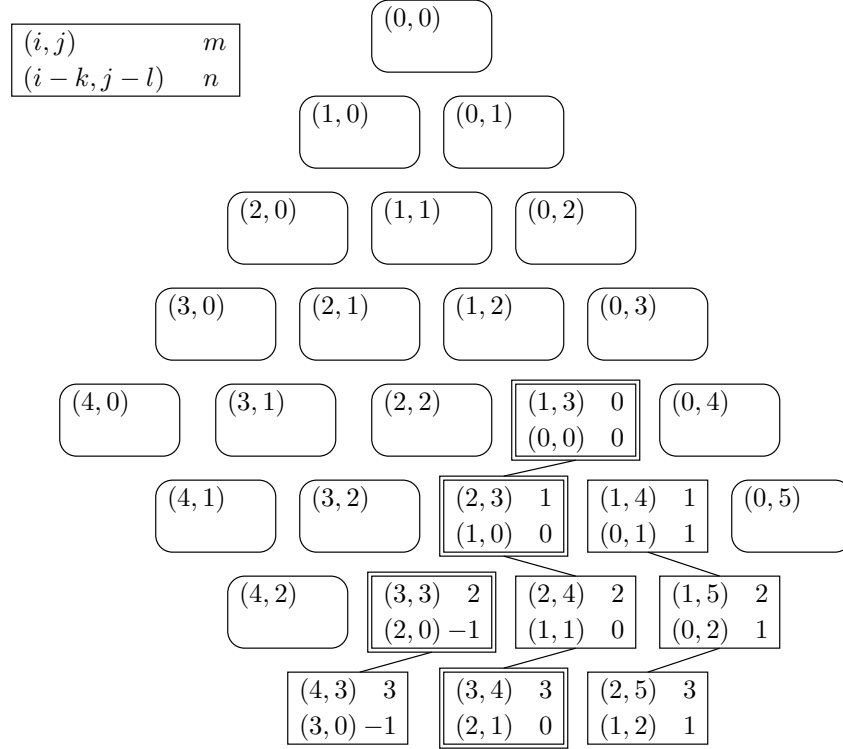 (0, 0)
(i, j) m
(i − k, j − l) n
(1, 0) (0, 1)
(2, 0) (1, 1) (0, 2)
(3, 0) (2, 1) (1, 2) (0, 3)
(4, 0) (3, 1) (2, 2) (1, 3) 0 (0, 4)
(0, 0) 0
(4, 1) (3, 2) (2, 3) 1 (1, 4) 1 (0, 5)
(1, 0) 0 (0, 1) 1
(4, 2) (3, 3) 2 (2, 4) 2 (1, 5) 2
(2, 0) −1 (1, 1) 0 (0, 2) 1
(4, 3) 3 (3, 4) 3 (2, 5) 3
(3, 0) −1 (2, 1) 0 (1, 2) 1